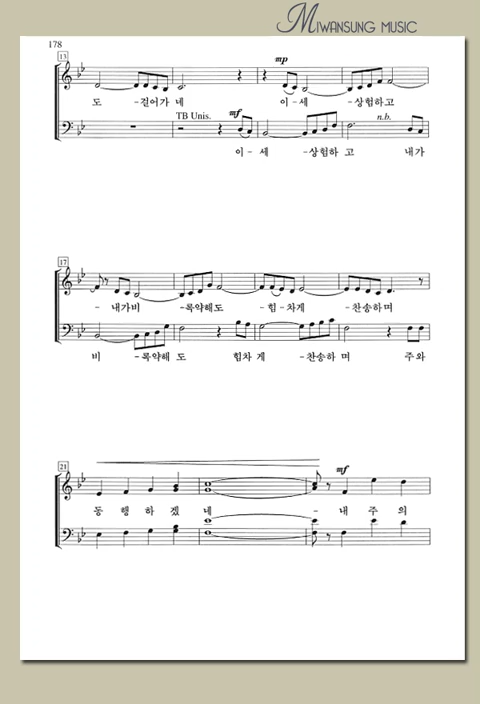 MIWANSUNG MUSIC
178
13
mp
도 - 걸어가 네 이 - 세 - 상험하고
TB Unis. mf n.b.
이 - 세 - 상험하 고 내가
17
- 내가비 - 록약해도 - 힘 - 차게 - 찬송하며
비 - 록약해 도 힘차 게 - 찬송하 며 주와
21
mf
동 행 하 겠 네 - 내 주 의